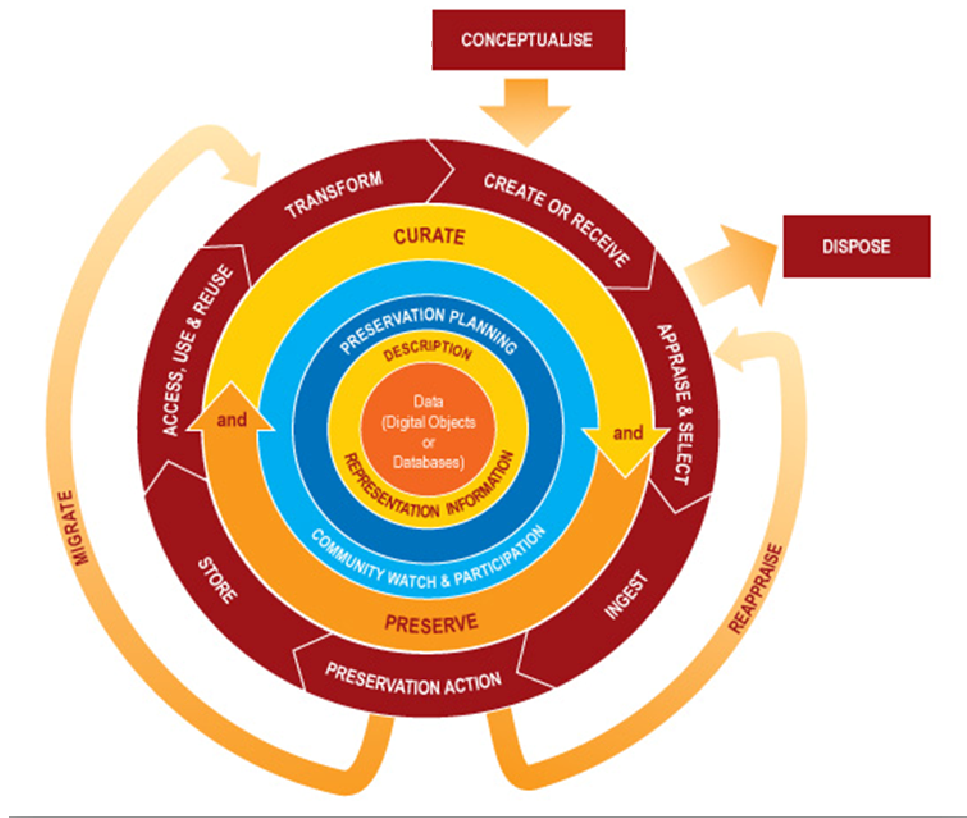 CONCEPTUALISE
CREATE OR RECEIVE
DISPOSE
APPRAISE & SELECT
REAPPRAISE
INGEST
PRESERVATION ACTION
MIGRATE
STORE
ACCESS, USE & REUSE
TRANSFORM
CURATE
and
PRESERVE
and
COMMUNITY WATCH & PARTICIPATION
PRESERVATION PLANNING
DESCRIPTION
REPRESENTATION INFORMATION
Data
(Digital Objects
or
Databases)